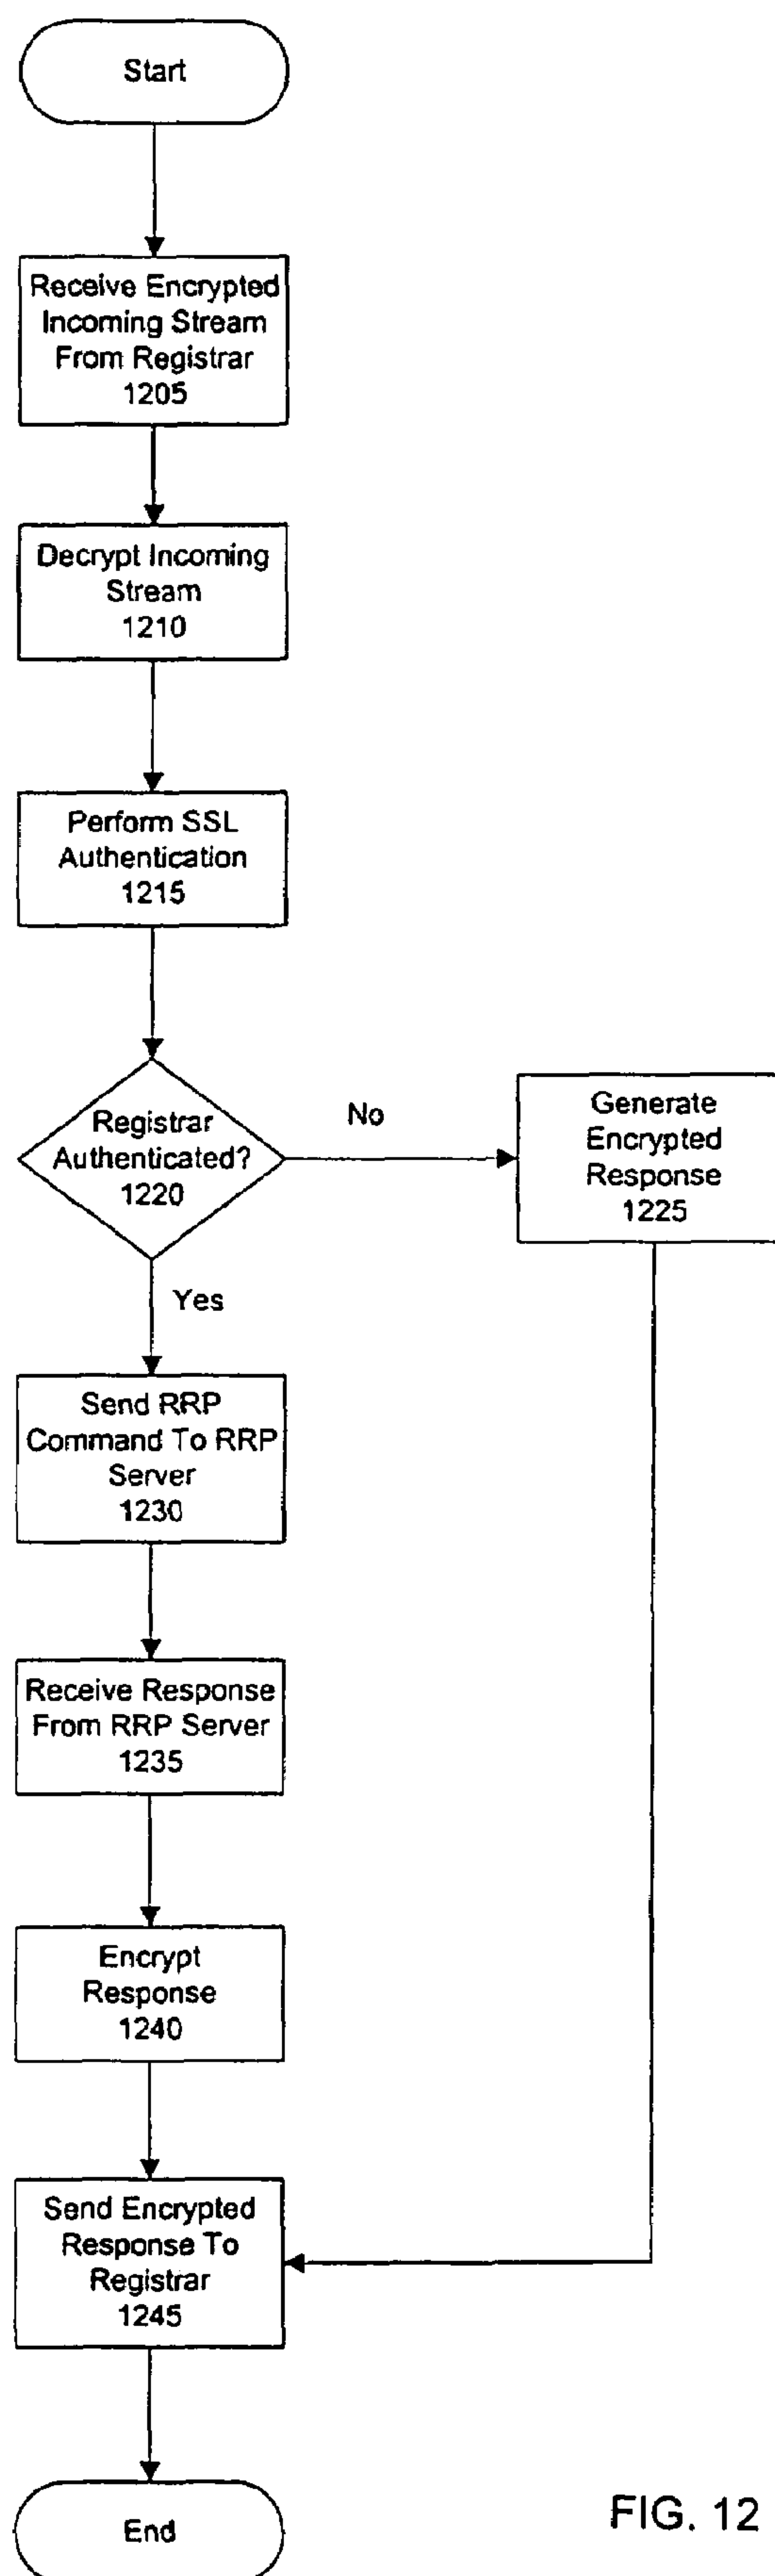 Start
Receive Encrypted
Incoming Stream
From Registrar
1205
Decrypt Incoming
Stream
1210
Perform SSL
Authentication
1215
Registrar
Authenticated?
1220
No
Generate
Encrypted
Response
1225
Yes
Send RRP
Command To RRP
Server
1230
Receive Response
From RRP Server
1235
Encrypt
Response
1240
Send Encrypted
Response To
Registrar
1245
End
FIG. 12